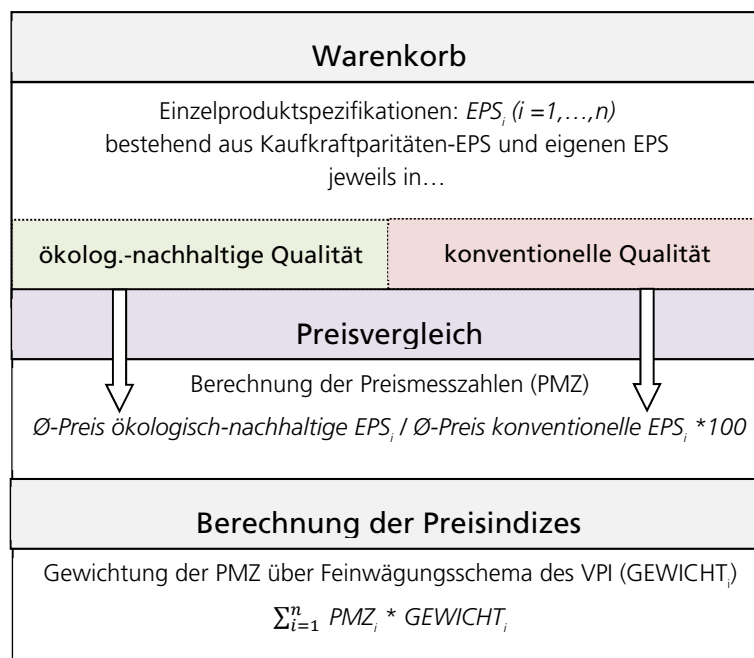 Warenkorb
Einzelproduktspezifikationen: EPSᵢ (i =1,…,n)
bestehend aus Kaufkraftparitäten-EPS und eigenen EPS
jeweils in…
ökolog.-nachhaltige Qualität konventionelle Qualität
Preisvergleich
Berechnung der Preismesszahlen (PMZ)
Ø-Preis ökologisch-nachhaltige EPSᵢ / Ø-Preis konventionelle EPSᵢ *100
Berechnung der Preisindizes
Gewichtung der PMZ über Feinwägungsschema des VPI (GEWICHTᵢ)
∑ⁿᵢ₌₁ PMZᵢ * GEWICHTᵢ